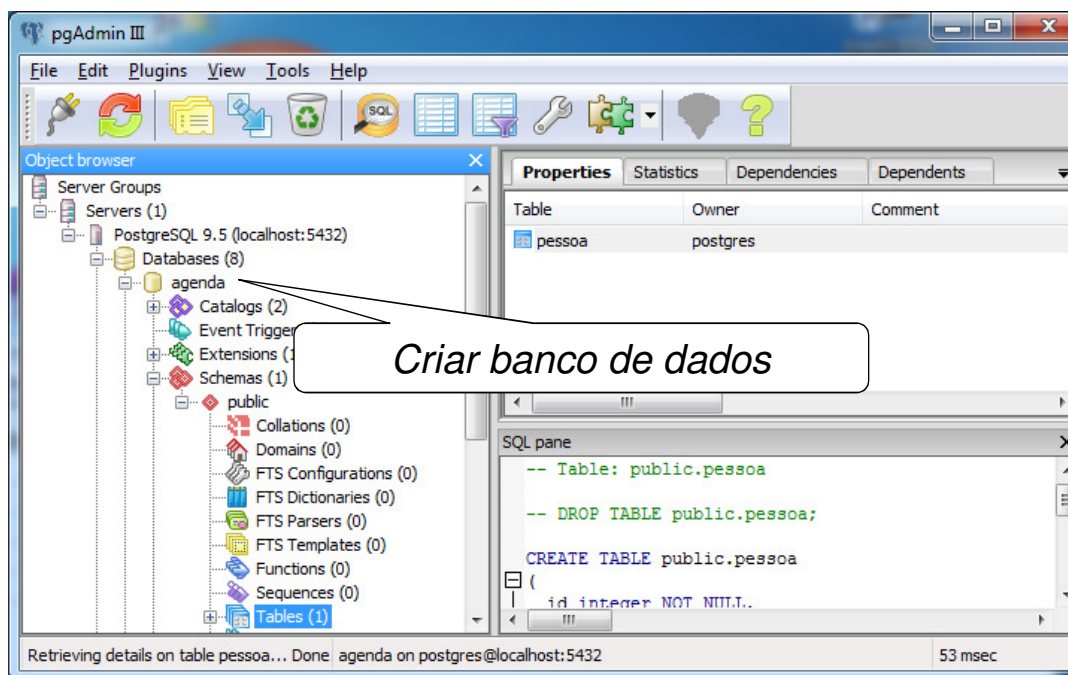 pgAdmin III
File Edit Plugins View Tools Help
SQL
Object browser
Server Groups
Servers (1)
PostgreSQL 9.5 (localhost:5432)
Databases (8)
agenda
Catalogs (2)
Event Trigger
Extensions (1
Schemas (1)
public
Collations (0)
Domains (0)
FTS Configurations (0)
FTS Dictionaries (0)
FTS Parsers (0)
FTS Templates (0)
Functions (0)
Sequences (0)
Tables (1)
Properties Statistics Dependencies Dependents
Table Owner Comment
pessoa postgres
Criar banco de dados
SQL pane
-- Table: public.pessoa
-- DROP TABLE public.pessoa;
CREATE TABLE public.pessoa
(
id integer NOT NULL,
Retrieving details on table pessoa... Done agenda on postgres@localhost:5432 53 msec